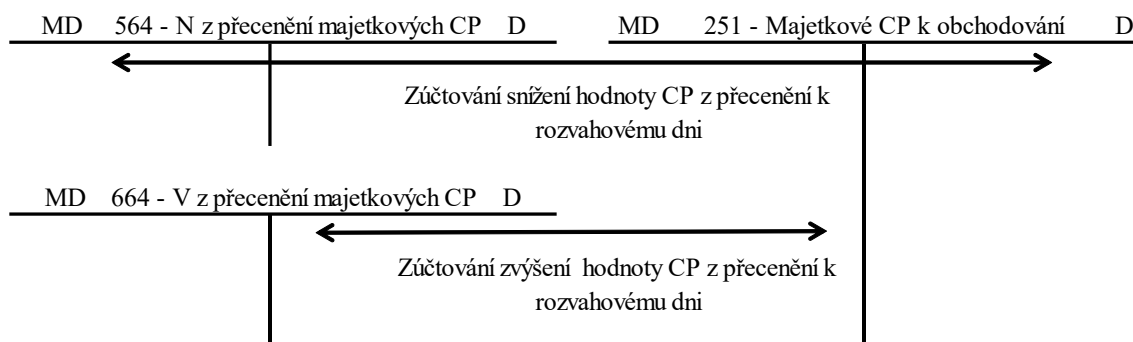 MD 564 - N z přecenění majetkových CP D
MD 251 - Majetkové CP k obchodování D
Zúčtování snížení hodnoty CP z přecenění k
rozvahovému dni
MD 664 - V z přecenění majetkových CP D
Zúčtování zvýšení hodnoty CP z přecenění k
rozvahovému dni